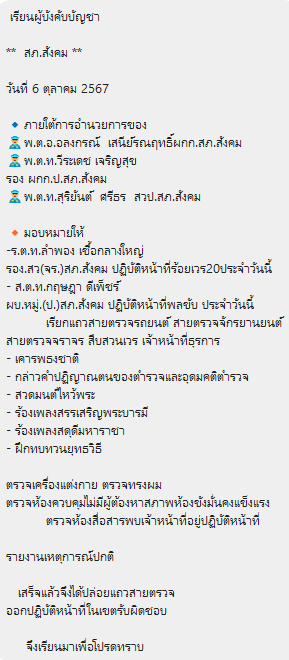 เรียนผู้บังคับบัญชา
** สภ.สังคม **
วันที่ 6 ตุลาคม 2567
🔹ภายใต้การอำนวยการของ
👮พ.ต.อ.อลงกรณ์ เสนีย์รณฤทธิ์ผกก.สภ.สังคม
👮พ.ต.ท.วีระเดช เจริญสุข
รอง ผกก.ป.สภ.สังคม
👮พ.ต.ท.สุริยันต์ ศรีธร สวป.สภ.สังคม
🔸มอบหมายให้
-ร.ต.ท.ลำพอง เชื้อกลางใหญ่
รอง.สว(จร.)สภ.สังคม ปฏิบัติหน้าที่ร้อยเวร20ประจำวันนี้
- ส.ต.ท.กฤษฎา ดีเพ็ชร์
ผบ.หมู่.(ป.)สภ.สังคม ปฏิบัติหน้าที่พลขับ ประจำวันนี้
เรียกแถวสายตรวจรถยนต์ สายตรวจจักรยานยนต์
สายตรวจจราจร สืบสวนเวร เจ้าหน้าที่ธุรการ
- เคารพธงชาติ
- กล่าวคำปฏิญาณตนของตำรวจและอุดมคติตำรวจ
- สวดมนต์ไหว้พระ
- ร้องเพลงสรรเสริญพระบารมี
- ร้องเพลงสดุดีมหาราชา
- ฝึกทบทวนยุทธวิธี
ตรวจเครื่องแต่งกาย ตรวจทรงผม
ตรวจห้องควบคุมไม่มีผู้ต้องหาสภาพห้องขังมั่นคงแข็งแรง
ตรวจห้องสื่อสารพบเจ้าหน้าที่อยู่ปฏิบัติหน้าที่
รายงานเหตุการณ์ปกติ
เสร็จแล้วจึงได้ปล่อยแถวสายตรวจ
ออกปฏิบัติหน้าที่ในเขตรับผิดชอบ
จึงเรียนมาเพื่อโปรดทราบ